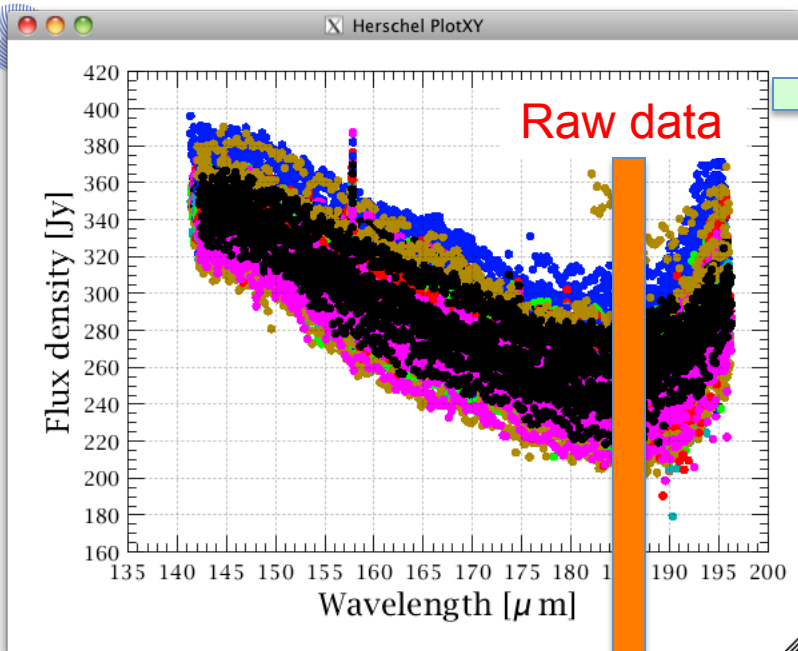 X Herschel PlotXY
Raw data
420
400
380
360
340
320
300
280
260
240
220
200
180
160
135 140 145 150 155 160 165 170 175 180 190 195 200
Flux density [Jy]
Wavelength [μ m]